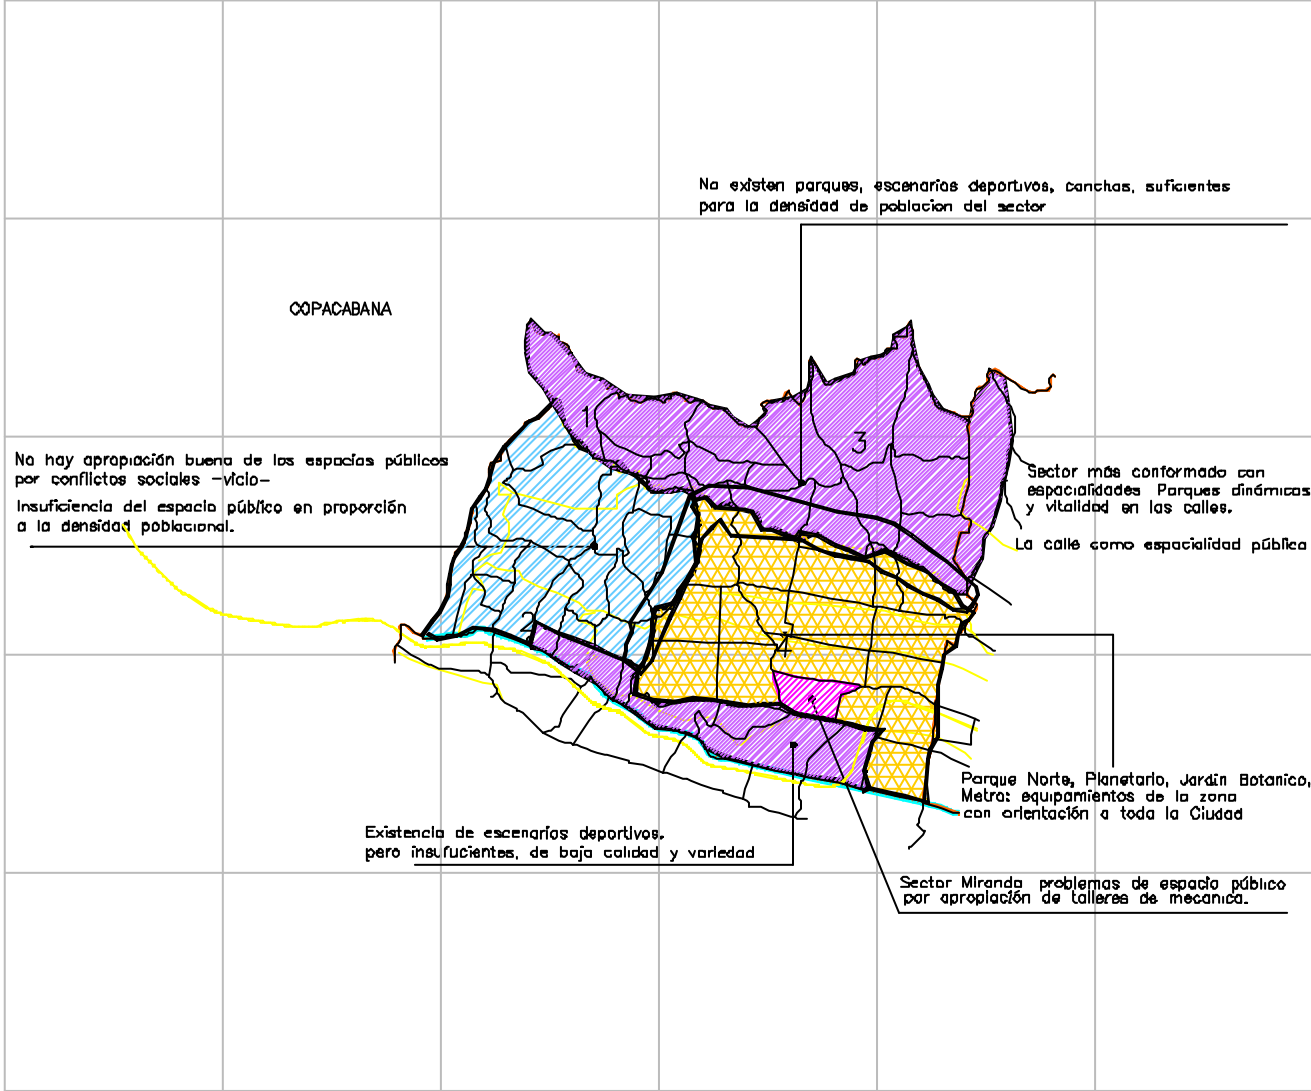 No existen parques, escenarios deportivos, canchas, suficientes
para la densidad de poblacion del sector
COPACABANA
1
3
No hay apropiación buena de los espacios públicos
por conflictos sociales -vicio-
Insuficiencia del espacio público en proporción
a la densidad poblacional.
Sector más conformado con
espacialidades Parques dinámicos
y vitalidad en las calles.
La calle como espacialidad pública
2
4
Parque Norte, Planetario, Jardín Botanico,
Metro: equipamientos de la zona
con orientación a toda la Ciudad
Existencia de escenarios deportivos,
pero insufucientes, de baja calidad y variedad
Sector Miranda problemas de espacio público
por apropiación de talleres de mecanica.